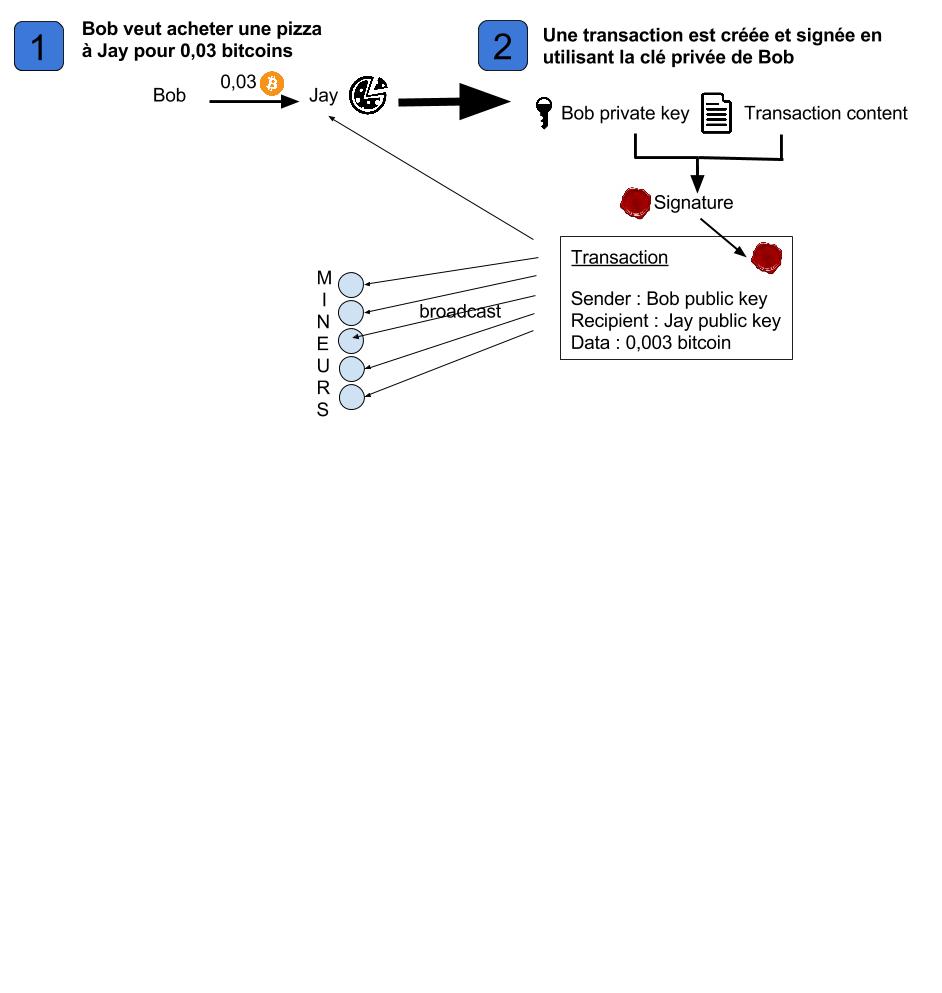 1
Bob veut acheter une pizza
à Jay pour 0,03 bitcoins
Bob
0,03
Jay
2
Une transaction est créée et signée en
utilisant la clé privée de Bob
Bob private key
Transaction content
Signature
Transaction
Sender : Bob public key
Recipient : Jay public key
Data : 0,003 bitcoin
broadcast
M
I
N
E
U
R
S